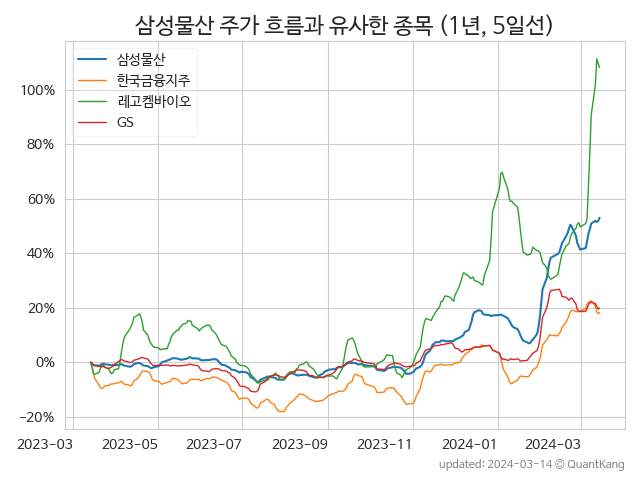 삼성물산 주가 흐름과 유사한 종목 (1년, 5일선)
삼성물산
한국금융지주
레고켐바이오
GS
100%
80%
60%
40%
20%
0%
−20%
2023-03
2023-05
2023-07
2023-09
2023-11
2024-01
2024-03
updated: 2024-03-14 © QuantKang